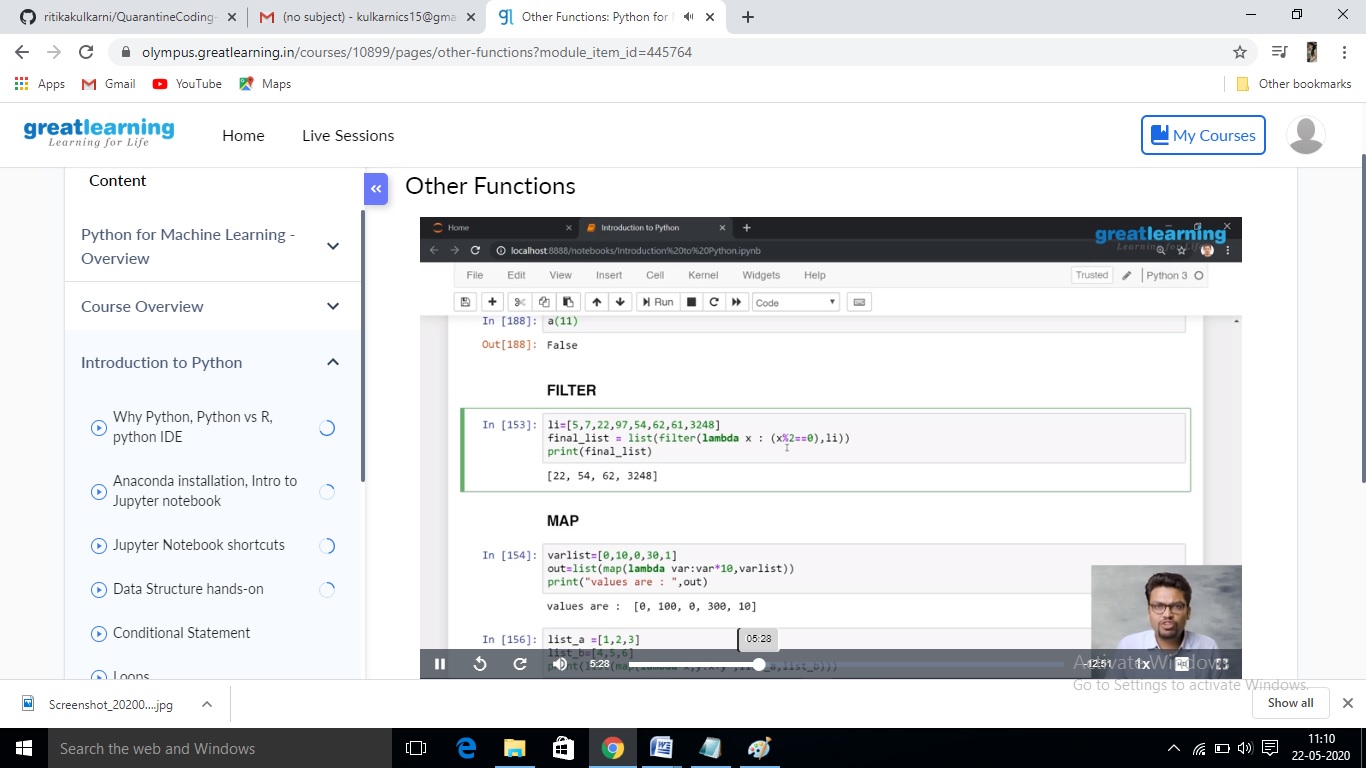 ritikakulkarni/QuarantineCoding-
(no subject) - kulkarnics15@gma
Other Functions: Python for
olympus.greatlearning.in/courses/10899/pages/other-functions?module_item_id=445764
Apps Gmail YouTube Maps Other bookmarks
greatlearning
Learning for Life
Home Live Sessions My Courses
Content
Python for Machine Learning -
Overview
Course Overview
Introduction to Python
Why Python, Python vs R,
python IDE
Anaconda installation, Intro to
Jupyter notebook
Jupyter Notebook shortcuts
Data Structure hands-on
Conditional Statement
Loops
Other Functions
Home Introduction to Python
localhost:8888/notebooks/Introduction%20to%20Python.ipynb
greatlearning
Learning for Life
File Edit View Insert Cell Kernel Widgets Help Trusted Python 3
Run Code
In [188]: a(11)
Out[188]: False
FILTER
In [153]: li=[5,7,22,97,54,62,61,3248]
final_list = list(filter(lambda x : (x%2==0),li))
print(final_list)
[22, 54, 62, 3248]
MAP
In [154]: varlist=[0,10,0,30,1]
out=list(map(lambda var:var*10,varlist))
print("values are : ",out)
values are : [0, 100, 0, 300, 10]
In [156]: list_a =[1,2,3]
list_b=[4,5,6]
05:28
5:28 -12:51 1x
Activate Windows
Go to Settings to activate Windows.
Screenshot_20200....jpg Show all
Search the web and Windows
11:10
22-05-2020